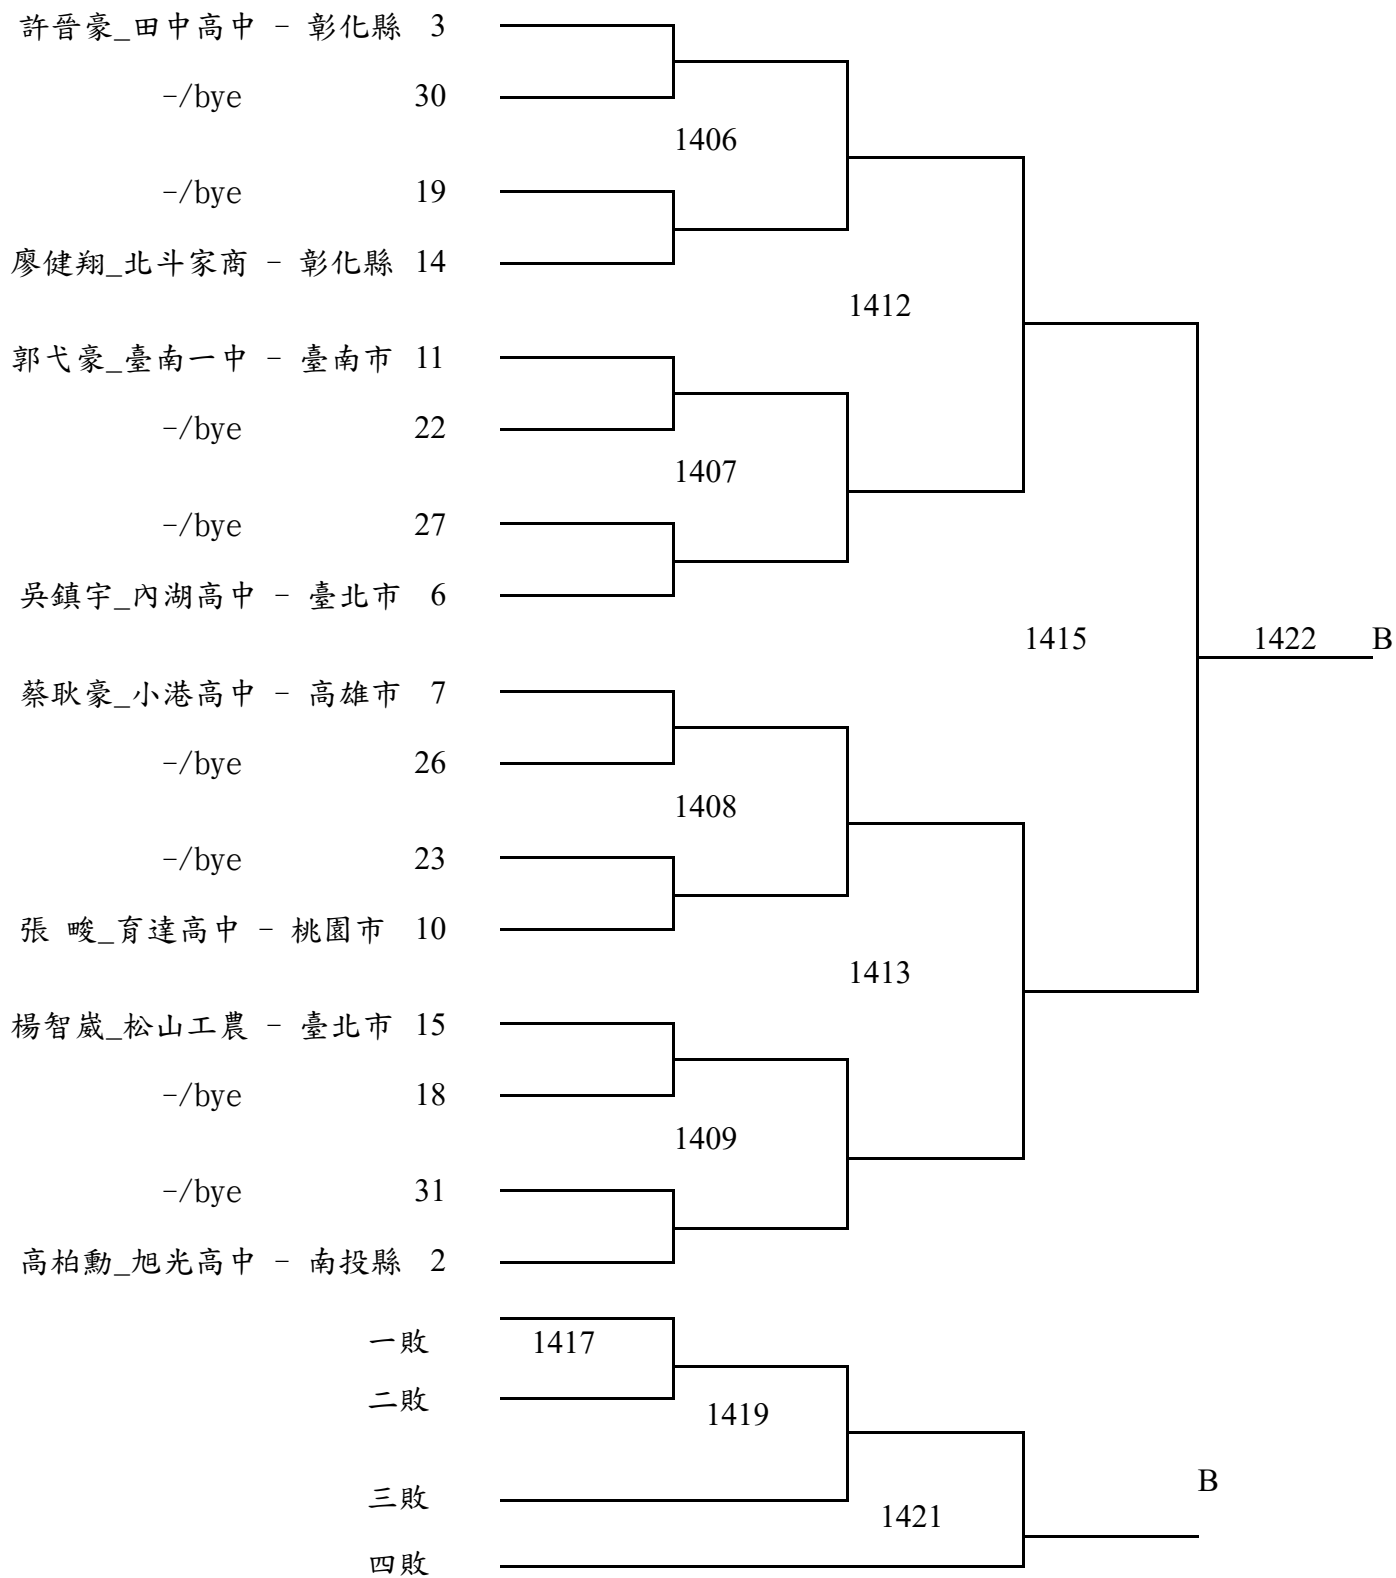 許晉豪_田中高中 - 彰化縣 3
-/bye 30
1406
-/bye 19
廖健翔_北斗家商 - 彰化縣 14
1412
郭弋豪_臺南一中 - 臺南市 11
-/bye 22
1407
-/bye 27
吳鎮宇_內湖高中 - 臺北市 6
1415 1422 B
蔡耿豪_小港高中 - 高雄市 7
-/bye 26
1408
-/bye 23
張 畯_育達高中 - 桃園市 10
1413
楊智崴_松山工農 - 臺北市 15
-/bye 18
1409
-/bye 31
高柏勳_旭光高中 - 南投縣 2
一敗 1417
二敗
1419
B
三敗
1421
四敗